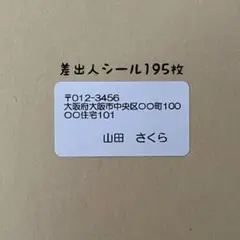 差出人シール195枚
〒012-3456
大阪府大阪市中央区〇〇町100
〇〇住宅101
山田 さくら